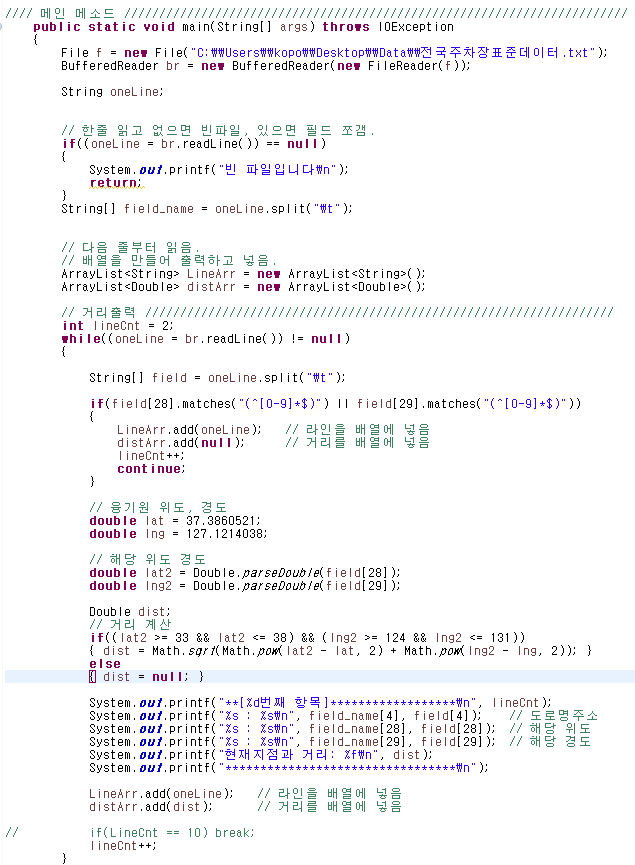 //// 메인 메소드 ////////////////////////////////////////////////////////////////
public static void main(String[] args) throws IOException
{
File f = new File("C:₩₩Users₩₩kopo₩₩Desktop₩₩Data₩₩전국주차장표준데이터.txt");
BufferedReader br = new BufferedReader(new FileReader(f));
String oneLine;
// 한줄 읽고 없으면 빈파일, 있으면 필드 쪼갬.
if((oneLine = br.readLine()) == null)
{
System.out.printf("빈 파일입니다₩n");
return;
}
String[] field_name = oneLine.split("₩t");
// 다음 줄부터 읽음.
// 배열을 만들어 출력하고 넣음.
ArrayList<String> LineArr = new ArrayList<String>();
ArrayList<Double> distArr = new ArrayList<Double>();
// 거리출력 ///////////////////////////////////////////////////////////////////
int lineCnt = 2;
while((oneLine = br.readLine()) != null)
{
String[] field = oneLine.split("₩t");
if(field[28].matches("(^[0-9]*$)") || field[29].matches("(^[0-9]*$)"))
{
LineArr.add(oneLine); // 라인을 배열에 넣음
distArr.add(null); // 거리를 배열에 넣음
lineCnt++;
continue;
}
// 융기원 위도, 경도
double lat = 37.3860521;
double lng = 127.1214038;
// 해당 위도 경도
double lat2 = Double.parseDouble(field[28]);
double lng2 = Double.parseDouble(field[29]);
Double dist;
// 거리 계산
if((lat2 >= 33 && lat2 <= 38) && (lng2 >= 124 && lng2 <= 131))
{ dist = Math.sqrt(Math.pow(lat2 - lat, 2) + Math.pow(lng2 - lng, 2)); }
else
{ dist = null; }
System.out.printf("**[%d번째 항목]******************₩n", lineCnt);
System.out.printf("%s : %s₩n", field_name[4], field[4]); // 도로명주소
System.out.printf("%s : %s₩n", field_name[28], field[28]); // 해당 위도
System.out.printf("%s : %s₩n", field_name[29], field[29]); // 해당 경도
System.out.printf("현재지점과 거리: %f₩n", dist);
System.out.printf("*********************************₩n");
LineArr.add(oneLine); // 라인을 배열에 넣음
distArr.add(dist); // 거리를 배열에 넣음
// if(LineCnt == 10) break;
lineCnt++;
}